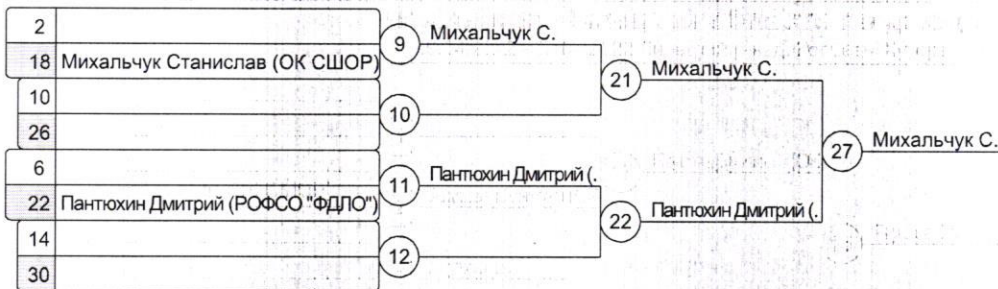 2
18 Михальчук Станислав (ОК СШОР)
10
26
6
22 Пантюхин Дмитрий (РОФСО "ФДЛО")
14
30
9 Михальчук С.
10
11 Пантюхин Дмитрий (.
12
21 Михальчук С.
22 Пантюхин Дмитрий (.
27 Михальчук С.